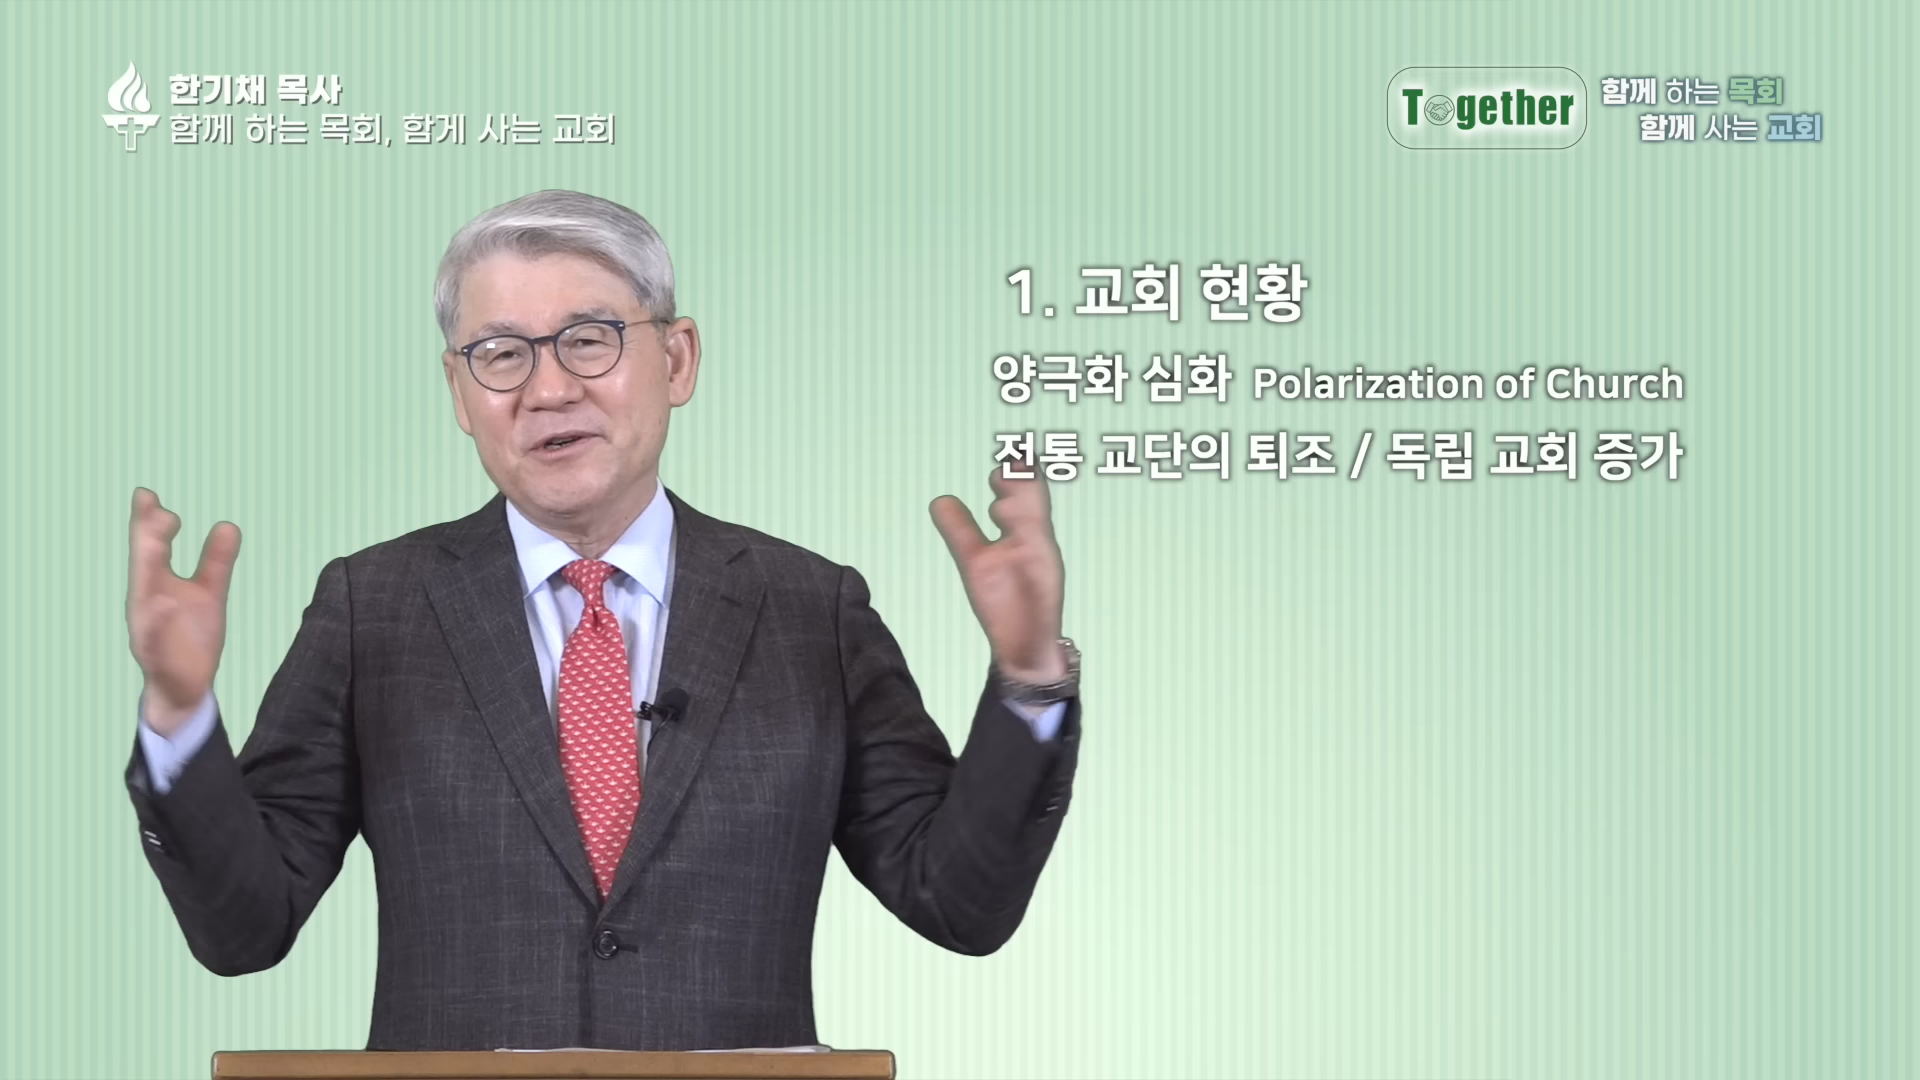 한기채 목사
함께 하는 목회, 함게 사는 교회
Together
함께 하는 목회
함께 사는 교회
1. 교회 현황
양극화 심화 Polarization of Church
전통 교단의 퇴조 / 독립 교회 증가